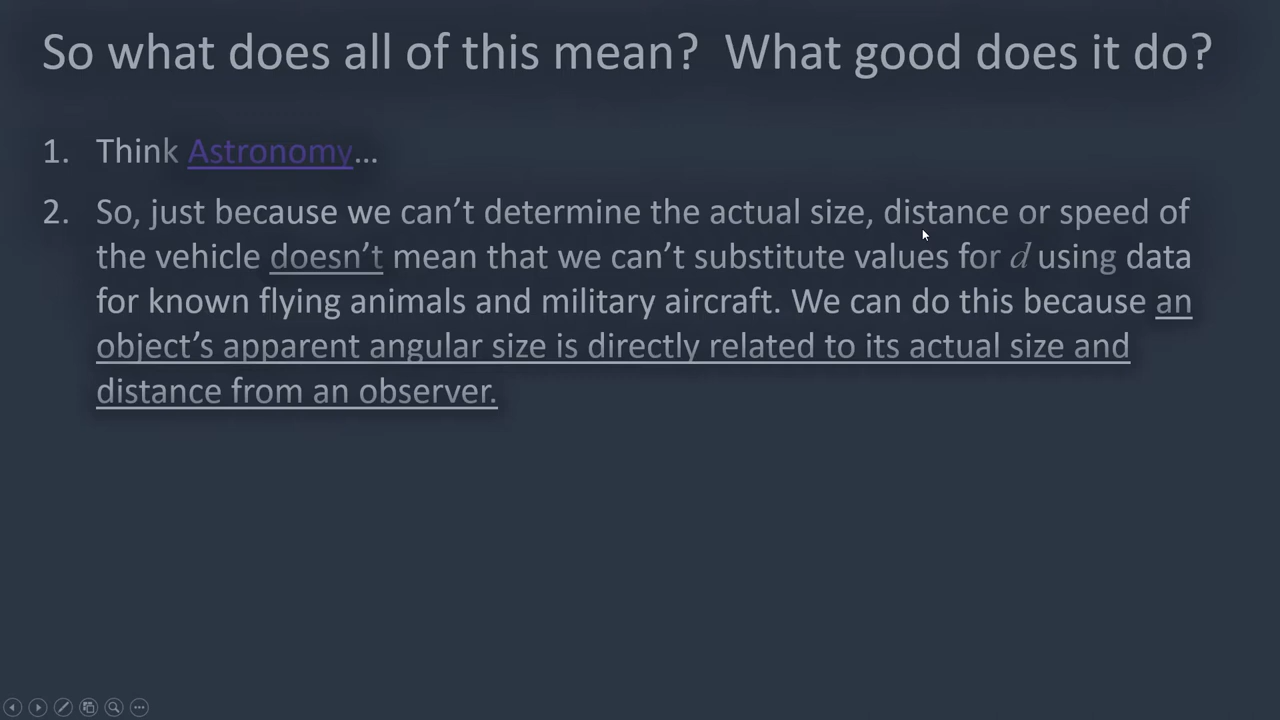 So what does all of this mean?  What good does it do?
1. Think Astronomy…
2. So, just because we can’t determine the actual size, distance or speed of
the vehicle doesn’t mean that we can’t substitute values for d using data
for known flying animals and military aircraft. We can do this because an
object’s apparent angular size is directly related to its actual size and
distance from an observer.